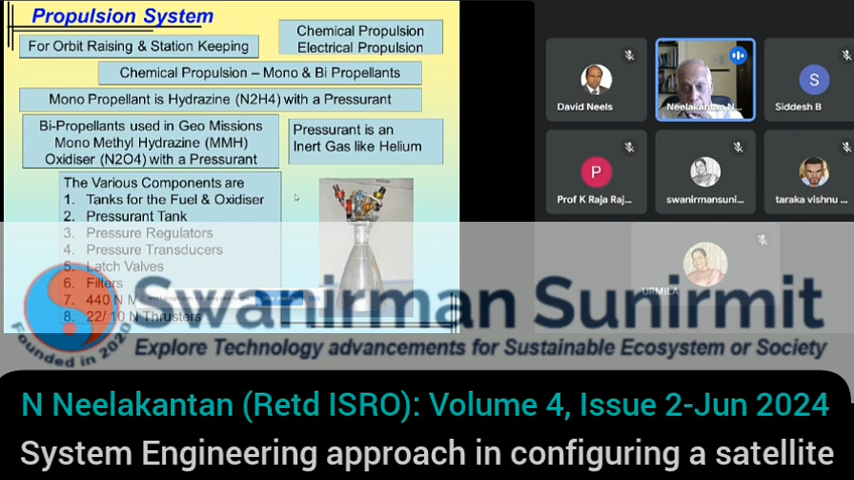 Propulsion System
For Orbit Raising & Station Keeping
Chemical Propulsion
Electrical Propulsion
Chemical Propulsion – Mono & Bi Propellants
Mono Propellant is Hydrazine (N2H4) with a Pressurant
Bi-Propellants used in Geo Missions
Mono Methyl Hydrazine (MMH)
Oxidiser (N2O4) with a Pressurant
Pressurant is an
Inert Gas like Helium
The Various Components are
1. Tanks for the Fuel & Oxidiser
2. Pressurant Tank
3. Pressure Regulators
4. Pressure Transducers
5. Latch Valves
6. Filters
7. 440 N M
8. 22/ 10 N Thrusters
David Neels
Neelakantan N...
Siddesh B
S
P
Prof K Raja Raj...
swanirmansuni...
taraka vishnu ...
URMILA
Founded in 2020
Swanirman Sunirmit
Explore Technology advancements for Sustainable Ecosystem or Society
N Neelakantan (Retd ISRO): Volume 4, Issue 2-Jun 2024
System Engineering approach in configuring a satellite